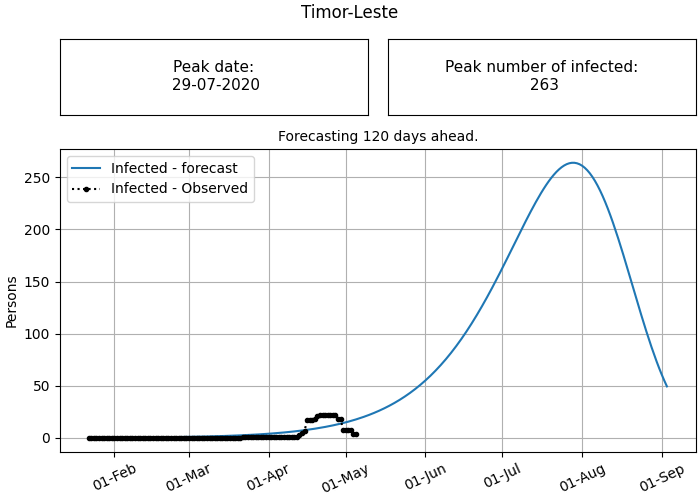 Timor-Leste
Peak date:
29-07-2020
Peak number of infected:
263
Forecasting 120 days ahead.
Infected - forecast
Infected - Observed
Persons
250
200
150
100
50
0
01-Feb
01-Mar
01-Apr
01-May
01-Jun
01-Jul
01-Aug
01-Sep